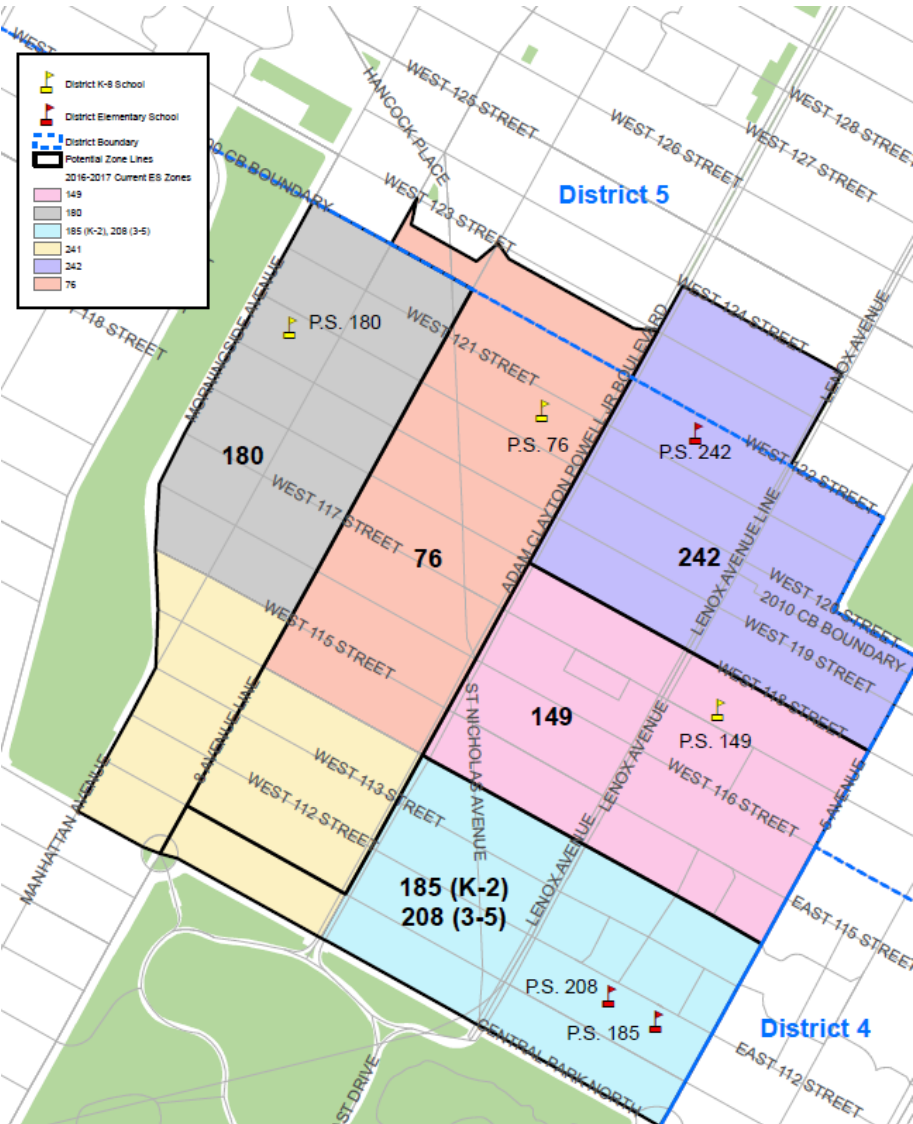 WEST
District K-8 School
District Elementary School
District Boundary
Potential Zone Lines
2016-2017 Current ES Zones
149
180
185 (K-2), 208 (3-5)
241
242
76
HANCOCK PLACE
WEST 125 STREET
WEST 126 STREET
WEST 128 STREET
WEST 127 STREET
CB BOUNDARY
WEST 123 STREET
District 5
118 STREET
MORNINGSIDE AVENUE
P.S. 180
WEST 121 STREET
WEST 124 STREET
LENOX AVENUE
ADAM CLAYTON POWELL JR BOULEVARD
P.S. 76
P.S. 242
WEST 122 STREET
180
WEST 117 STREET
76
242
LENOX AVENUE LINE
WEST 120 STREET
2010 CB BOUNDARY
WEST 119 STREET
WEST 115 STREET
WEST 118 STREET
8 AVENUE LINE
ST NICHOLAS AVENUE
149
P.S. 149
LENOX AVENUE
WEST 116 STREET
5 AVENUE
WEST 113 STREET
WEST 112 STREET
MANHATTAN AVENUE
185 (K-2)
208 (3-5)
LENOX AVENUE
EAST 115 STREET
P.S. 208
P.S. 185
District 4
CENTRAL PARK NORTH
EAST 112 STREET
DRIVE